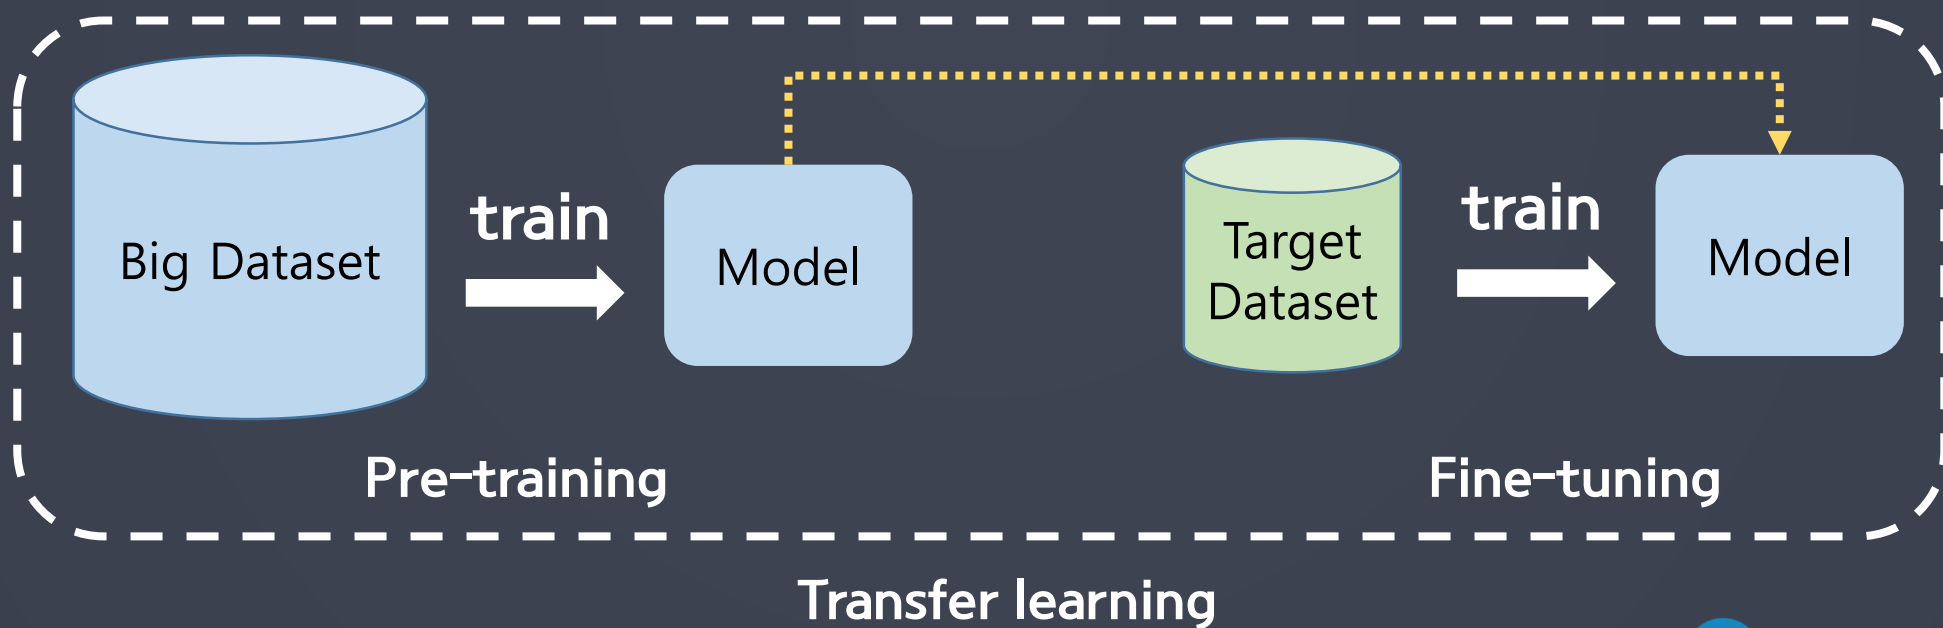 Big Dataset
train
Model
Target
Dataset
train
Model
Pre-training
Fine-tuning
Transfer learning